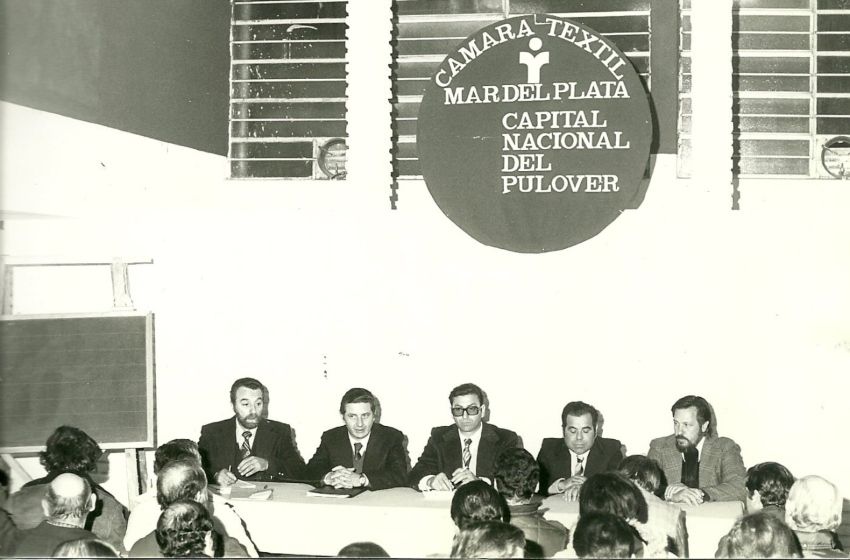 CAMARA TEXTIL
MAR DEL PLATA
CAPITAL
NACIONAL
DEL
PULOVER